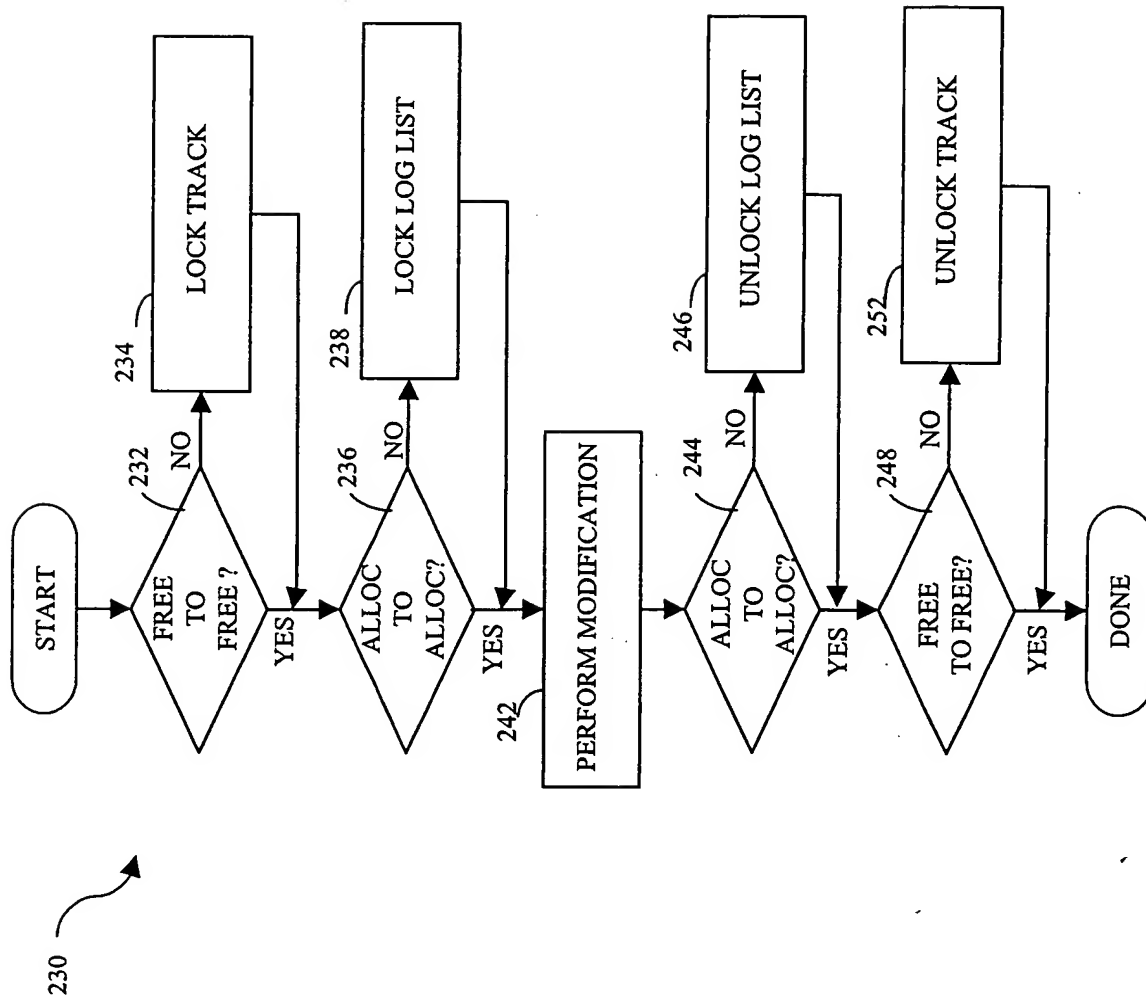 230
START
232
FREE
TO
FREE ?
NO
YES
234
LOCK TRACK
236
ALLOC
TO
ALLOC?
NO
YES
238
LOCK LOG LIST
242
PERFORM MODIFICATION
244
ALLOC
TO
ALLOC?
NO
YES
246
UNLOCK LOG LIST
248
FREE
TO FREE?
NO
YES
252
UNLOCK TRACK
DONE